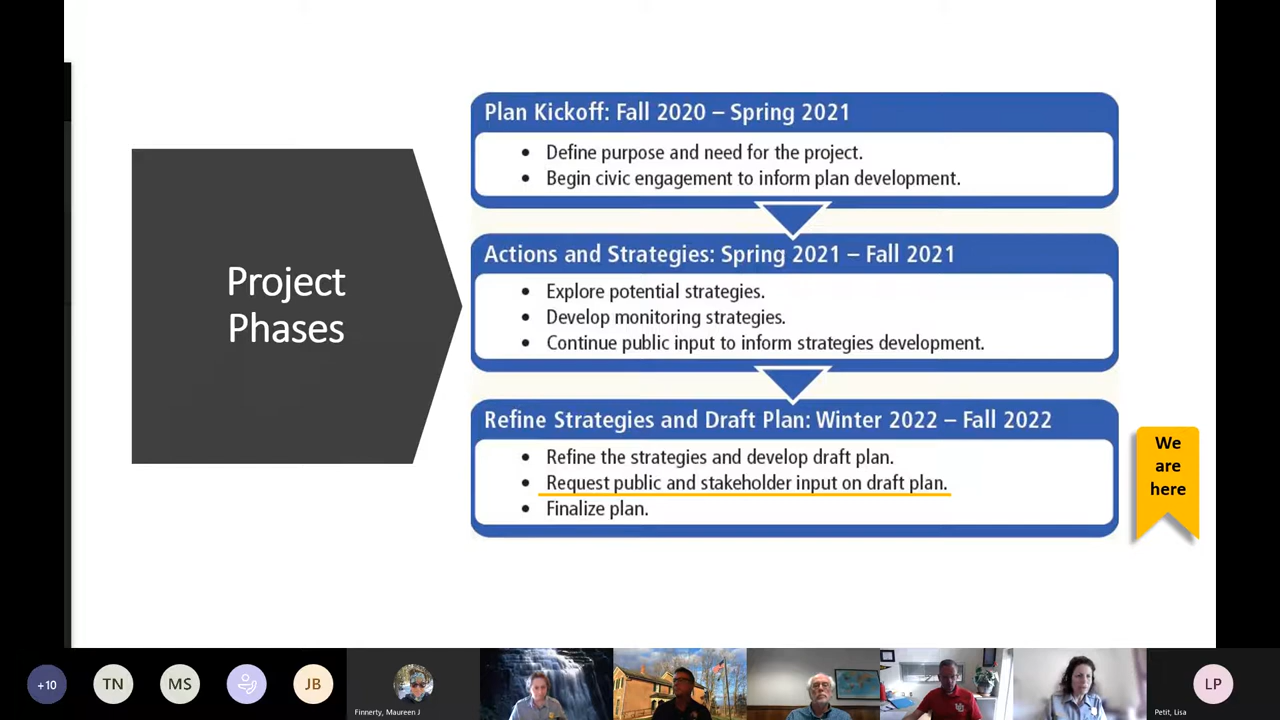 Project
Phases
Plan Kickoff: Fall 2020 – Spring 2021
• Define purpose and need for the project.
• Begin civic engagement to inform plan development.
Actions and Strategies: Spring 2021 – Fall 2021
• Explore potential strategies.
• Develop monitoring strategies.
• Continue public input to inform strategies development.
Refine Strategies and Draft Plan: Winter 2022 – Fall 2022
• Refine the strategies and develop draft plan.
• Request public and stakeholder input on draft plan.
• Finalize plan.
We
are
here
+10
TN
MS
JB
Finnerty, Maureen J
LP
Petit, Lisa